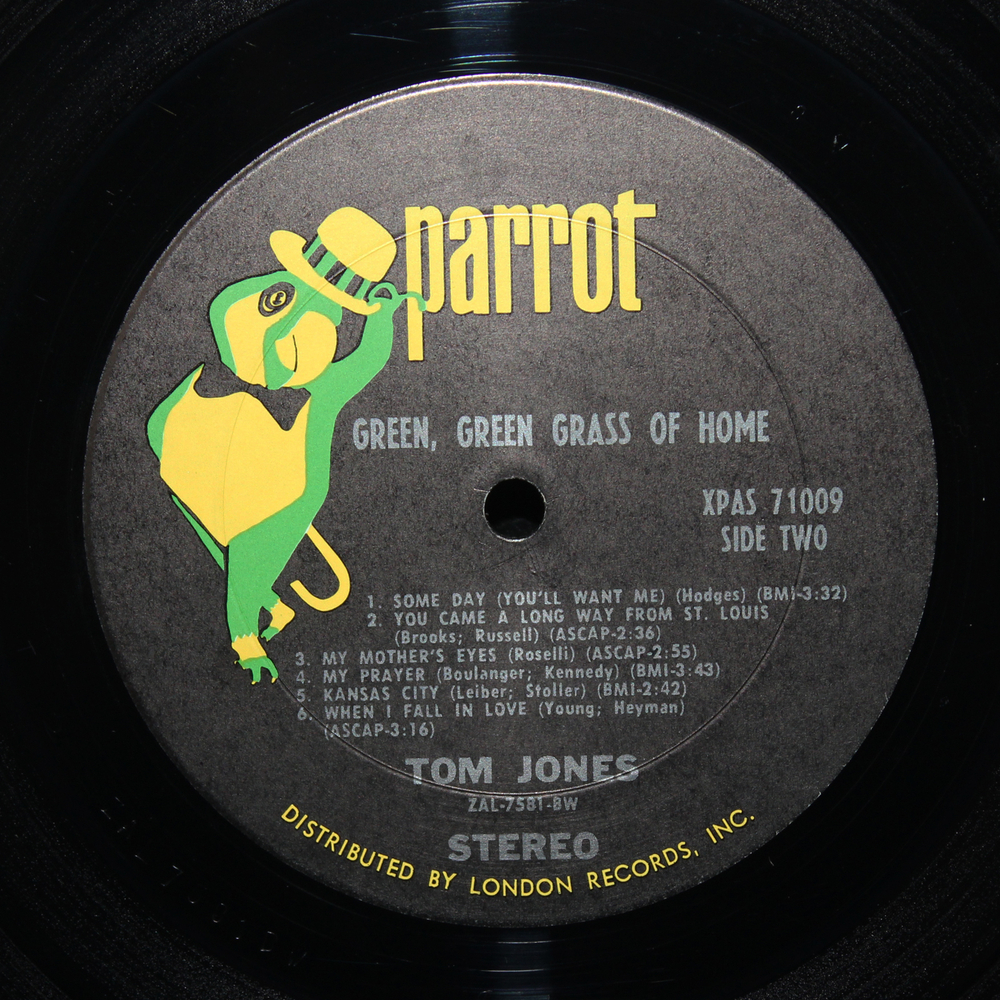 parrot
GREEN, GREEN GRASS OF HOME
XPAS 71009
SIDE TWO
1. SOME DAY (YOU'LL WANT ME) (Hodges) (BMI-3:32)
2. YOU CAME A LONG WAY FROM ST. LOUIS
(Brooks; Russell) (ASCAP-2:36)
3. MY MOTHER'S EYES (Roselli) (ASCAP-2:55)
4. MY PRAYER (Boulanger; Kennedy) (BMI-3:43)
5. KANSAS CITY (Leiber; Stoller) (BMI-2:42)
6. WHEN I FALL IN LOVE (Young; Heyman)
(ASCAP-3:16)
TOM JONES
ZAL-7581-BW
STEREO
DISTRIBUTED BY LONDON RECORDS, INC.